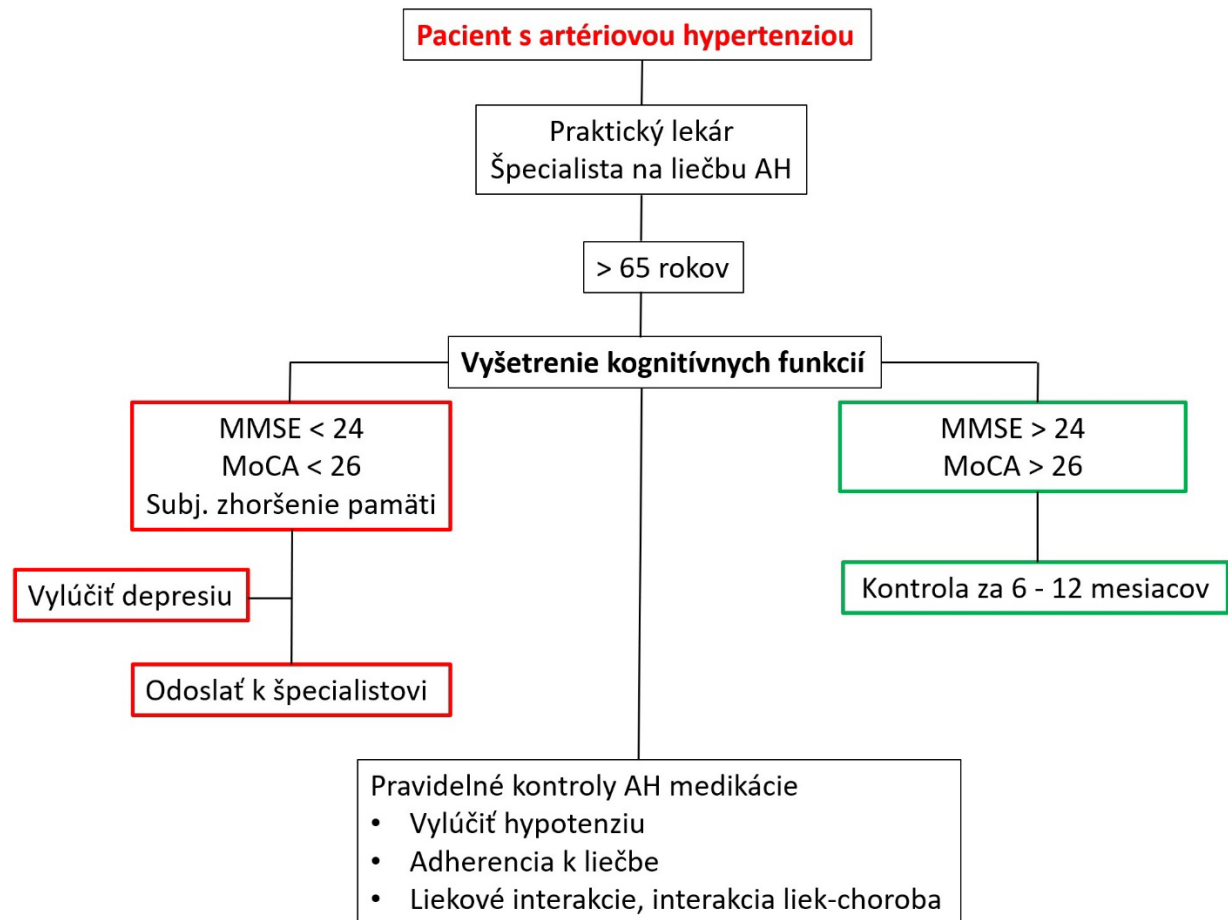 Pacient s artériovou hypertenziou
Praktický lekár
Špecialista na liečbu AH
> 65 rokov
Vyšetrenie kognitívnych funkcií
MMSE < 24
MoCA < 26
Subj. zhoršenie pamäti
MMSE > 24
MoCA > 26
Vylúčiť depresiu
Kontrola za 6 - 12 mesiacov
Odoslať k špecialistovi
Pravidelné kontroly AH medikácie
• Vylúčiť hypotenziu
• Adherencia k liečbe
• Liekové interakcie, interakcia liek-choroba